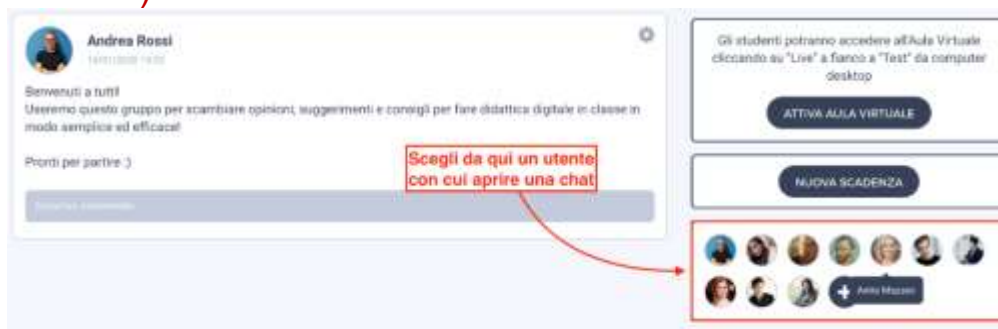 Andrea Rossi
Benvenuti a tutti!
Useremo questo gruppo per scambiare opinioni, suggerimenti e consigli per fare didattica digitale in classe in
modo semplice ed efficace!
Pronti per partire :)
Scegli da qui un utente
con cui aprire una chat
Gli studenti potranno accedere all'Aula Virtuale
cliccando su "Live" a fianco a "Test" da computer
desktop
ATTIVA AULA VIRTUALE
NUOVA SCADENZA